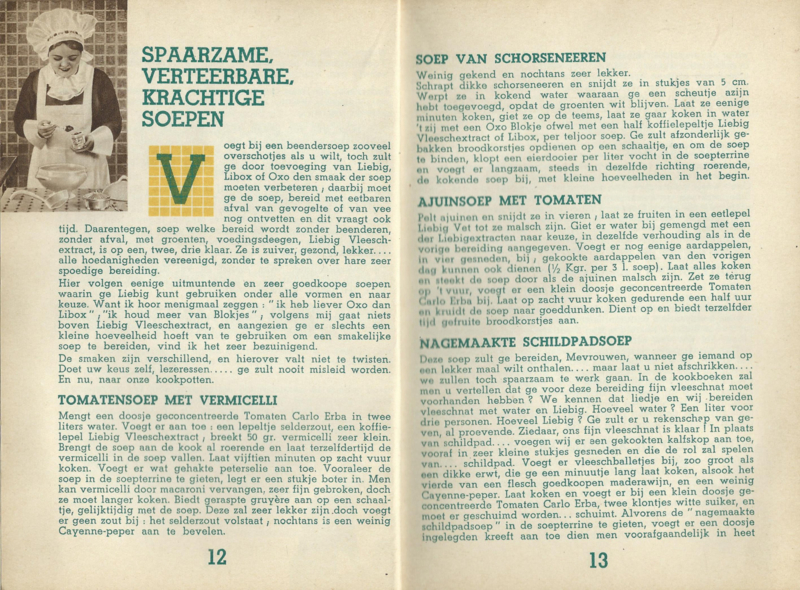 SPAARZAME,
VERTEERBARE,
KRACHTIGE
SOEPEN
Voegt bij een beendersoep zooveel
overschotjes als u wilt, toch zult
ge door toevoeging van Liebig,
Libox of Oxo den smaak der soep
moeten verbeteren ; daarbij moet
ge de soep, bereid met eetbaren
afval van gevogelte of van vee
nog ontvetten en dit vraagt ook
tijd. Daarentegen, soep welke bereid wordt zonder beenderen,
zonder afval, met groenten, voedingsdeegen, Liebig Vleesch-
extract, is op een, twee, drie klaar. Ze is zuiver, gezond, lekker....
alle hoedanigheden vereenigd, zonder te spreken over hare zeer
spoedige bereiding.
Hier volgen eenige uitmuntende en zeer goedkoope soepen
waarin ge Liebig kunt gebruiken onder alle vormen en naar
keuze. Want ik hoor menigmaal zeggen : " ik heb liever Oxo dan
Libox " ; "ik houd meer van Blokjes " ; volgens mij gaat niets
boven Liebig Vleeschextract, en aangezien ge er slechts een
kleine hoeveelheid hoeft van te gebruiken om een smakelijke
soep te bereiden, vind ik het zeer bezuinigend.
De smaken zijn verschillend, en hierover valt niet te twisten.
Doet uw keus zelf, lezeressen..... ge zult nooit misleid worden.
En nu, naar onze kookpotten.
TOMATENSOEP MET VERMICELLI
Mengt een doosje geconcentreerde Tomaten Carlo Erba in twee
liters water. Voegt er aan toe : een lepeltje selderzout, een koffie-
lepel Liebig Vleeschextract ; breekt 50 gr. vermicelli zeer klein.
Brengt de soep aan de kook al roerende en laat terzelfdertijd de
vermicelli in de soep vallen. Laat vijftien minuten op zacht vuur
koken. Voegt er wat gehakte peterselie aan toe. Vooraleer de
soep in de soepterrine te gieten, legt er een stukje boter in. Men
kan vermicelli door macaroni vervangen, zeer fijn gebroken, doch
ze moet langer koken. Biedt geraspte gruyère aan op een schaal-
tje, gelijktijdig met de soep. Deze zal zeer lekker zijn doch voegt
er geen zout bij : het selderzout volstaat ; nochtans is een weinig
Cayenne-peper aan te bevelen.
12
SOEP VAN SCHORSENEEREN
Weinig gekend en nochtans zeer lekker.
Schrapt dikke schorseneeren en snijdt ze in stukjes van 5 cm.
Werpt ze in kokend water waaraan ge een scheutje azijn
hebt toegevoegd, opdat de groenten wit blijven. Laat ze eenige
minuten koken, giet ze op de teems, laat ze gaar koken in water
't zij met een Oxo Blokje ofwel met een half koffielepeltje Liebig
Vleeschextract of Libox, per teljoor soep. Ge zult afzonderlijk ge-
bakken broodkorstjes opdienen op een schaaltje, en om de soep
te binden, klopt een eierdooier per liter vocht in de soepterrine
en voegt er langzaam, steeds in dezelfde richting roerende,
de kokende soep bij, met kleine hoeveelheden in het begin.
AJUINSOEP MET TOMATEN
Pelt ajuinen en snijdt ze in vieren ; laat ze fruiten in een eetlepel
Liebig Vet tot ze malsch zijn. Giet er water bij gemengd met een
der Liebigextracten naar keuze, in dezelfde verhouding als in de
vorige bereiding aangegeven. Voegt er nog eenige aardappelen,
in vier gesneden, bij ; gekookte aardappelen van den vorigen
dag kunnen ook dienen (½ Kgr. per 3 l. soep). Laat alles koken
en steekt de soep door als de ajuinen malsch zijn. Zet ze terug
op 't vuur, voegt er een klein doosje geconcentreerde Tomaten
Carlo Erba bij. Laat op zacht vuur koken gedurende een half uur
en kruidt de soep naar goeddunken. Dient op en biedt terzelfder
tijd gefruite broodkorstjes aan.
NAGEMAAKTE SCHILDPADSOEP
Deze soep zult ge bereiden, Mevrouwen, wanneer ge iemand op
een lekker maal wilt onthalen.... maar laat u niet afschrikken....
we zullen toch spaarzaam te werk gaan. In de kookboeken zal
men u vertellen dat ge voor deze bereiding fijn vleeschnat moet
voorhanden hebben ? We kennen dat liedje en wij bereiden
vleeschnat met water en Liebig. Hoeveel water ? Een liter voor
drie personen. Hoeveel Liebig ? Ge zult er u rekenschap van ge-
ven, al proevende. Ziedaar, ons fijn vleeschnat is klaar ! In plaats
van schildpad.... voegen wij er een gekookten kalfskop aan toe,
vooraf in zeer kleine stukjes gesneden en die de rol zal spelen
van.... schildpad. Voegt er vleeschballetjes bij, zoo groot als
een dikke erwt, die ge een minuutje lang laat koken, alsook het
vierde van een flesch goedkoopen maderawijn, en een weinig
Cayenne-peper. Laat koken en voegt er bij een klein doosje ge-
concentreerde Tomaten Carlo Erba, twee klontjes witte suiker, en
moet er geschuimd worden... schuimt. Alvorens de " nagemaakte
schildpadsoep " in de soepterrine te gieten, voegt er een doosje
ingelegden kreeft aan toe dien men voorafgaandelijk in heet
13